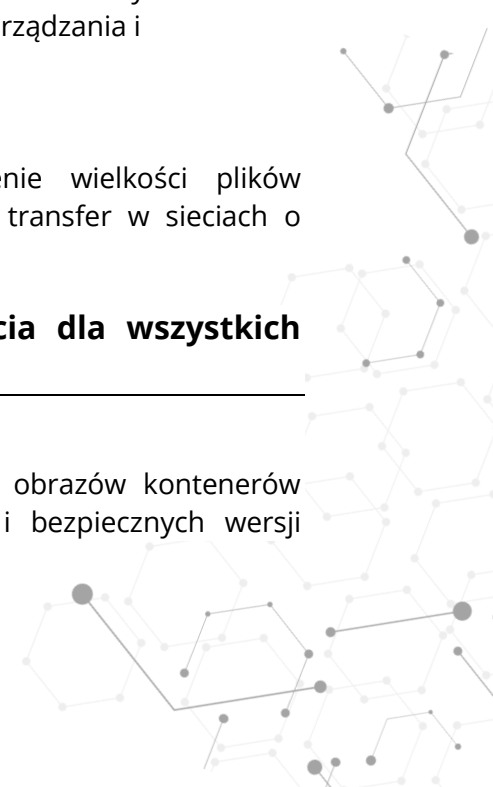 rządzania i
enie wielkości plików
transfer w sieciach o
cia dla wszystkich
obrazów kontenerów
i bezpiecznych wersji